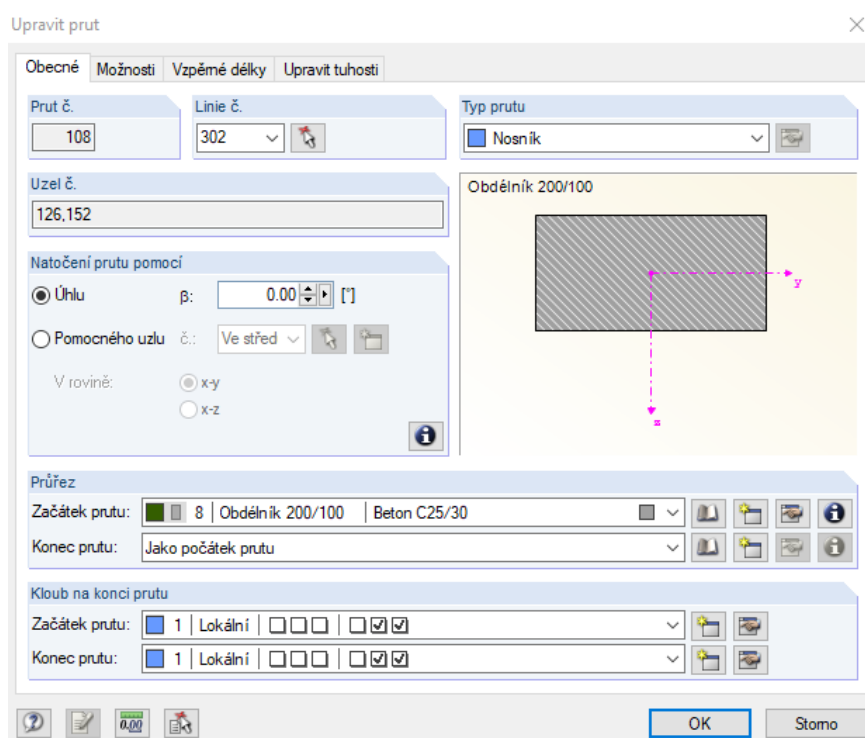 Upravit prut
Obecné Možnosti Vzpěrné délky Upravit tuhosti
Prut č. Linie č. Typ prutu
108 302 Nosník
Uzel č.
126,152
Obdélník 200/100
y
z
Natočení prutu pomocí
Úhlu β: 0.00 [°]
Pomocného uzlu č.: Ve střed
V rovině: x-y
x-z
Průřez
Začátek prutu: 8 Obdélník 200/100 Beton C25/30
Konec prutu: Jako počátek prutu
Kloub na konci prutu
Začátek prutu: 1 Lokální
Konec prutu: 1 Lokální
0.00
OK Storno